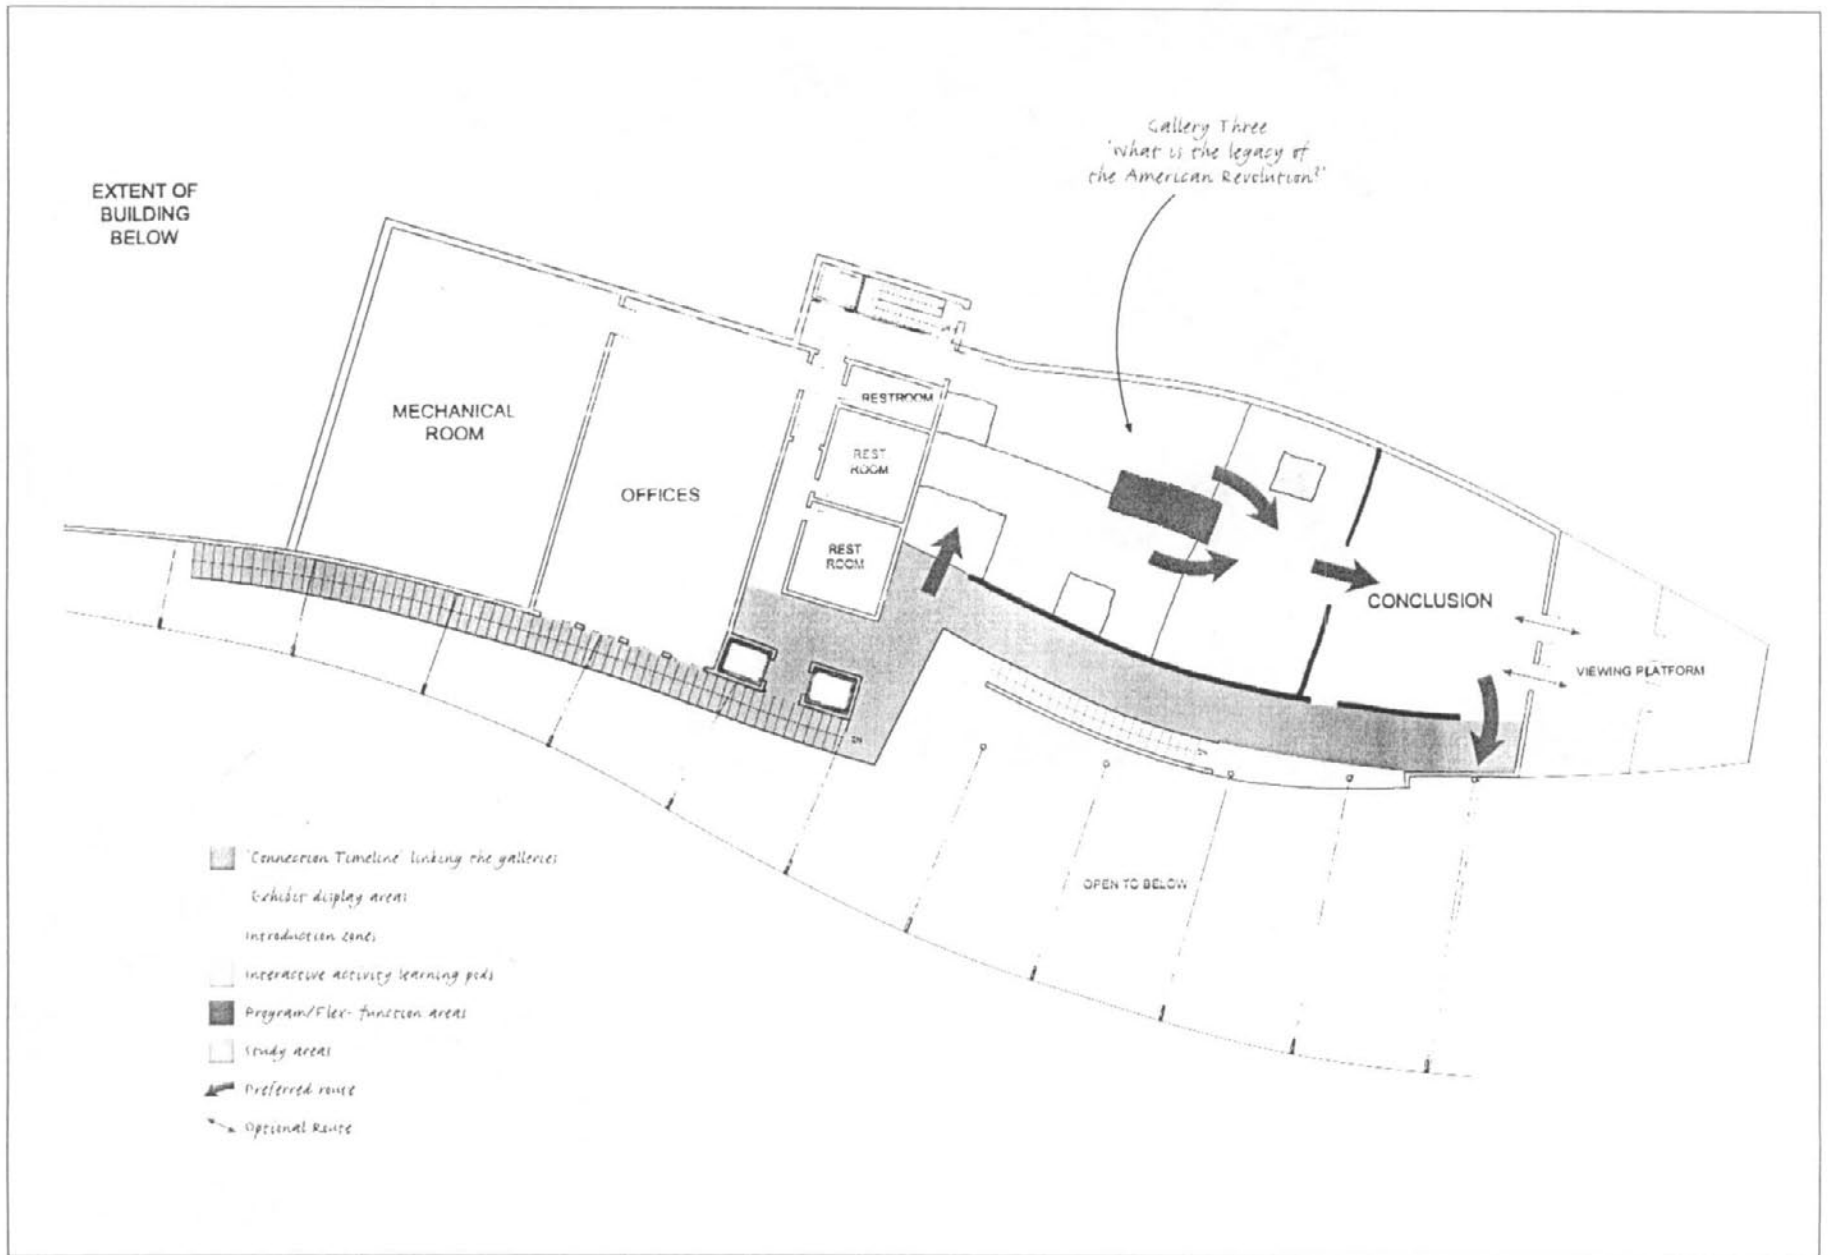 Gallery Three
'What is the legacy of
the American Revolution?'
EXTENT OF
BUILDING
BELOW
MECHANICAL
ROOM
OFFICES
RESTROOM
REST
ROOM
REST
ROOM
CONCLUSION
VIEWING PLATFORM
OPEN TO BELOW
'Connection Timeline' linking the galleries
Exhibit display areas
Introduction zones
Interactive activity learning pods
Program/Flex- function areas
Study areas
Preferred route
Optional Route